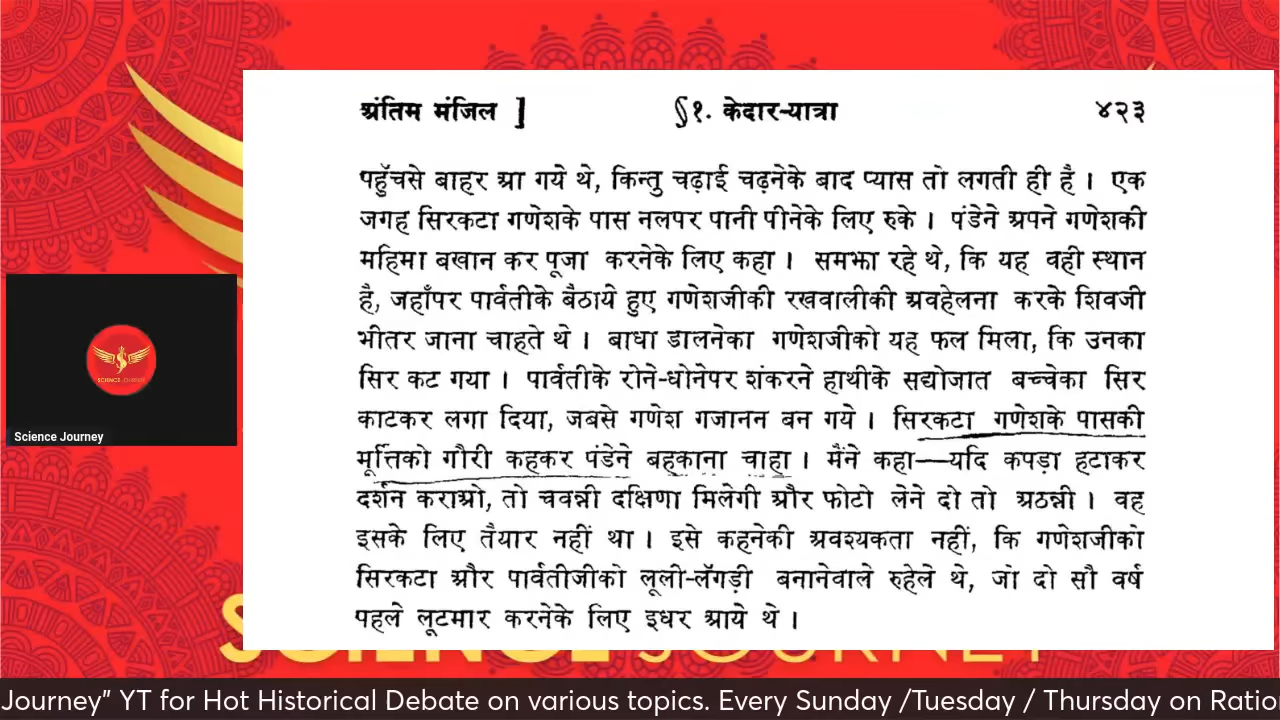 अंतिम मंजिल ] §१. केदार-यात्रा ४२३
पहुँचसे बाहर आ गये थे, किन्तु चढ़ाई चढ़नेके बाद प्यास तो लगती ही है । एक
जगह सिरकटा गणेशके पास नलपर पानी पीनेके लिए रुके । पंडेने अपने गणेशकी
महिमा बखान कर पूजा करनेके लिए कहा । समझा रहे थे, कि यह वही स्थान
है, जहाँपर पार्वतीके बैठाये हुए गणेशजीकी रखवालीकी अवहेलना करके शिवजी
भीतर जाना चाहते थे । बाधा डालनेका गणेशजीको यह फल मिला, कि उनका
सिर कट गया । पार्वतीके रोने-धोनेपर शंकरने हाथीके सद्योजात बच्चेका सिर
काटकर लगा दिया, जबसे गणेश गजानन बन गये । सिरकटा गणेशके पासकी
मूर्त्तिको गौरी कहकर पंडेने बहकाना चाहा । मैंने कहा—यदि कपड़ा हटाकर
दर्शन कराओ, तो चवन्नी दक्षिणा मिलेगी और फोटो लेने दो तो अठन्नी । वह
इसके लिए तैयार नहीं था । इसे कहनेकी अवश्यकता नहीं, कि गणेशजीको
सिरकटा और पार्वतीजीको लूली-लँगड़ी बनानेवाले रुहेले थे, जो दो सौ वर्ष
पहले लूटमार करनेके लिए इधर आये थे ।
SCIENCE JOURNEY
Science Journey
SCIENCE JOURNEY
Journey" YT for Hot Historical Debate on various topics. Every Sunday /Tuesday / Thursday on Ratio